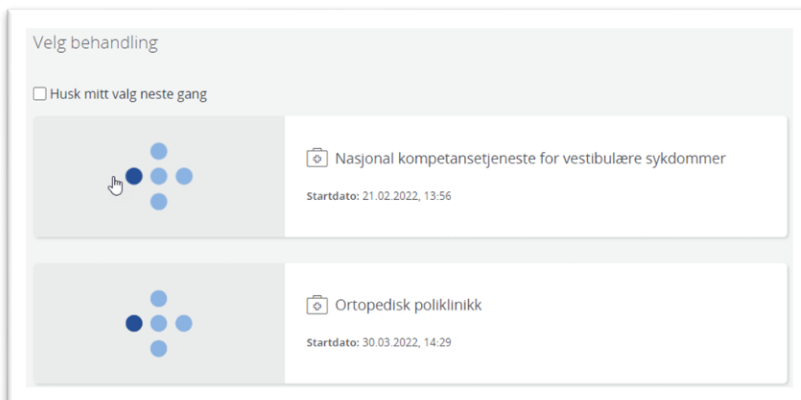 Velg behandling
Husk mitt valg neste gang
Nasjonal kompetansetjeneste for vestibulære sykdommer
Startdato: 21.02.2022, 13:56
Ortopedisk poliklinikk
Startdato: 30.03.2022, 14:29